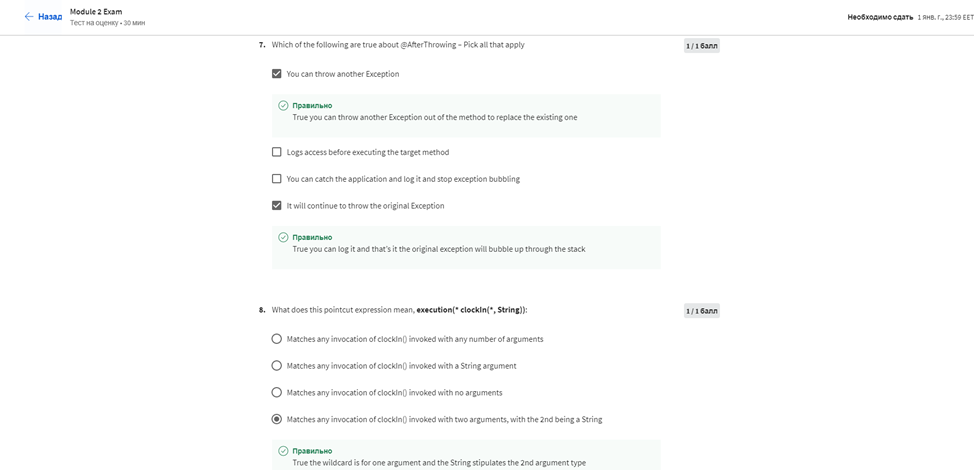 Назад
Module 2 Exam
Тест на оценку • 30 мин
Необходимо сдать 1 янв. г., 23:59 EET
7. Which of the following are true about @AfterThrowing – Pick all that apply
1 / 1 балл
You can throw another Exception
Правильно
True you can throw another Exception out of the method to replace the existing one
Logs access before executing the target method
You can catch the application and log it and stop exception bubbling
It will continue to throw the original Exception
Правильно
True you can log it and that's it the original exception will bubble up through the stack
8. What does this pointcut expression mean, execution(* clockIn(*, String)):
1 / 1 балл
Matches any invocation of clockIn() invoked with any number of arguments
Matches any invocation of clockIn() invoked with a String argument
Matches any invocation of clockIn() invoked with no arguments
Matches any invocation of clockIn() invoked with two arguments, with the 2nd being a String
Правильно
True the wildcard is for one argument and the String stipulates the 2nd argument type